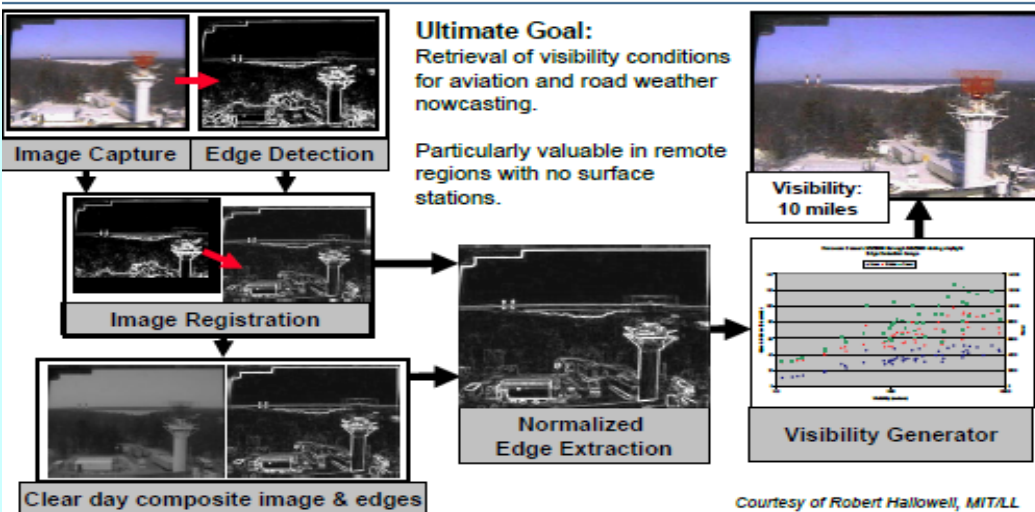 Ultimate Goal:
Retrieval of visibility conditions
for aviation and road weather
nowcasting.
Particularly valuable in remote
regions with no surface
stations.
Image Capture
Edge Detection
Image Registration
Clear day composite image & edges
Normalized
Edge Extraction
Visibility:
10 miles
Visibility Generator
Courtesy of Robert Hallowell, MIT/LL